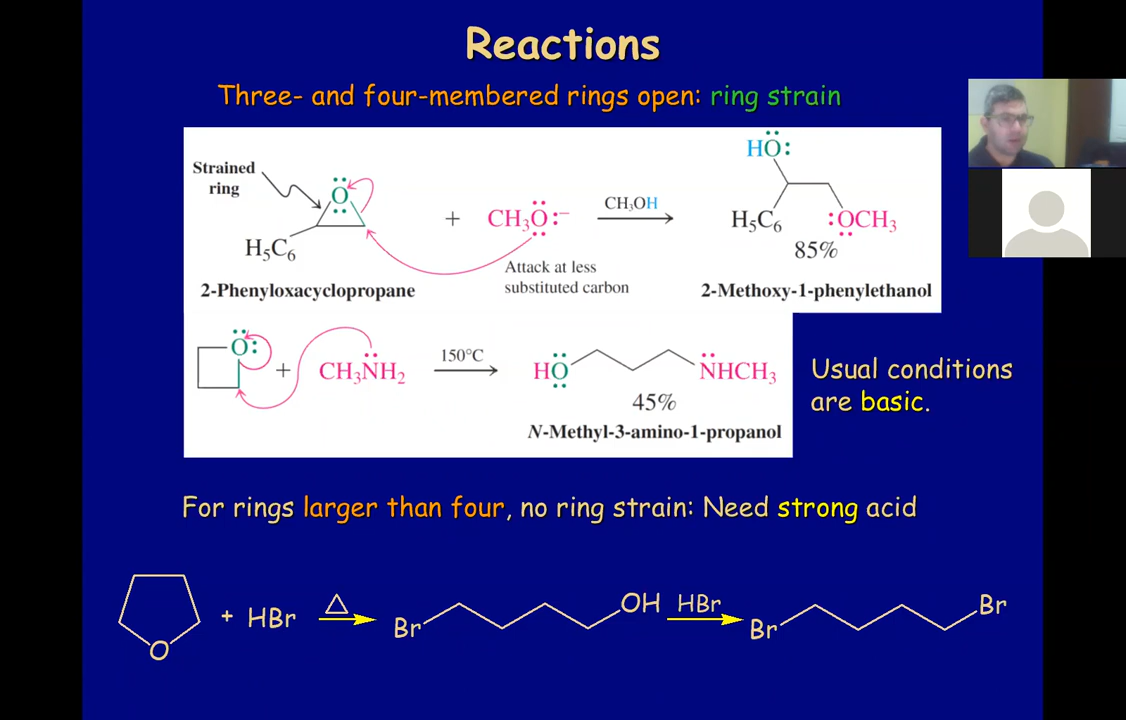 Reactions
Three- and four-membered rings open: ring strain
Strained
ring
O
H₅C₆
+
CH₃O:⁻
CH₃OH
HO:
H₅C₆
:OCH₃
85%
Attack at less
substituted carbon
2-Phenyloxacyclopropane
2-Methoxy-1-phenylethanol
O:
+
CH₃NH₂
150°C
HO
NHCH₃
45%
N-Methyl-3-amino-1-propanol
Usual conditions
are basic.
For rings larger than four, no ring strain: Need strong acid
O
+ HBr
Δ
Br
OH
HBr
Br
Br